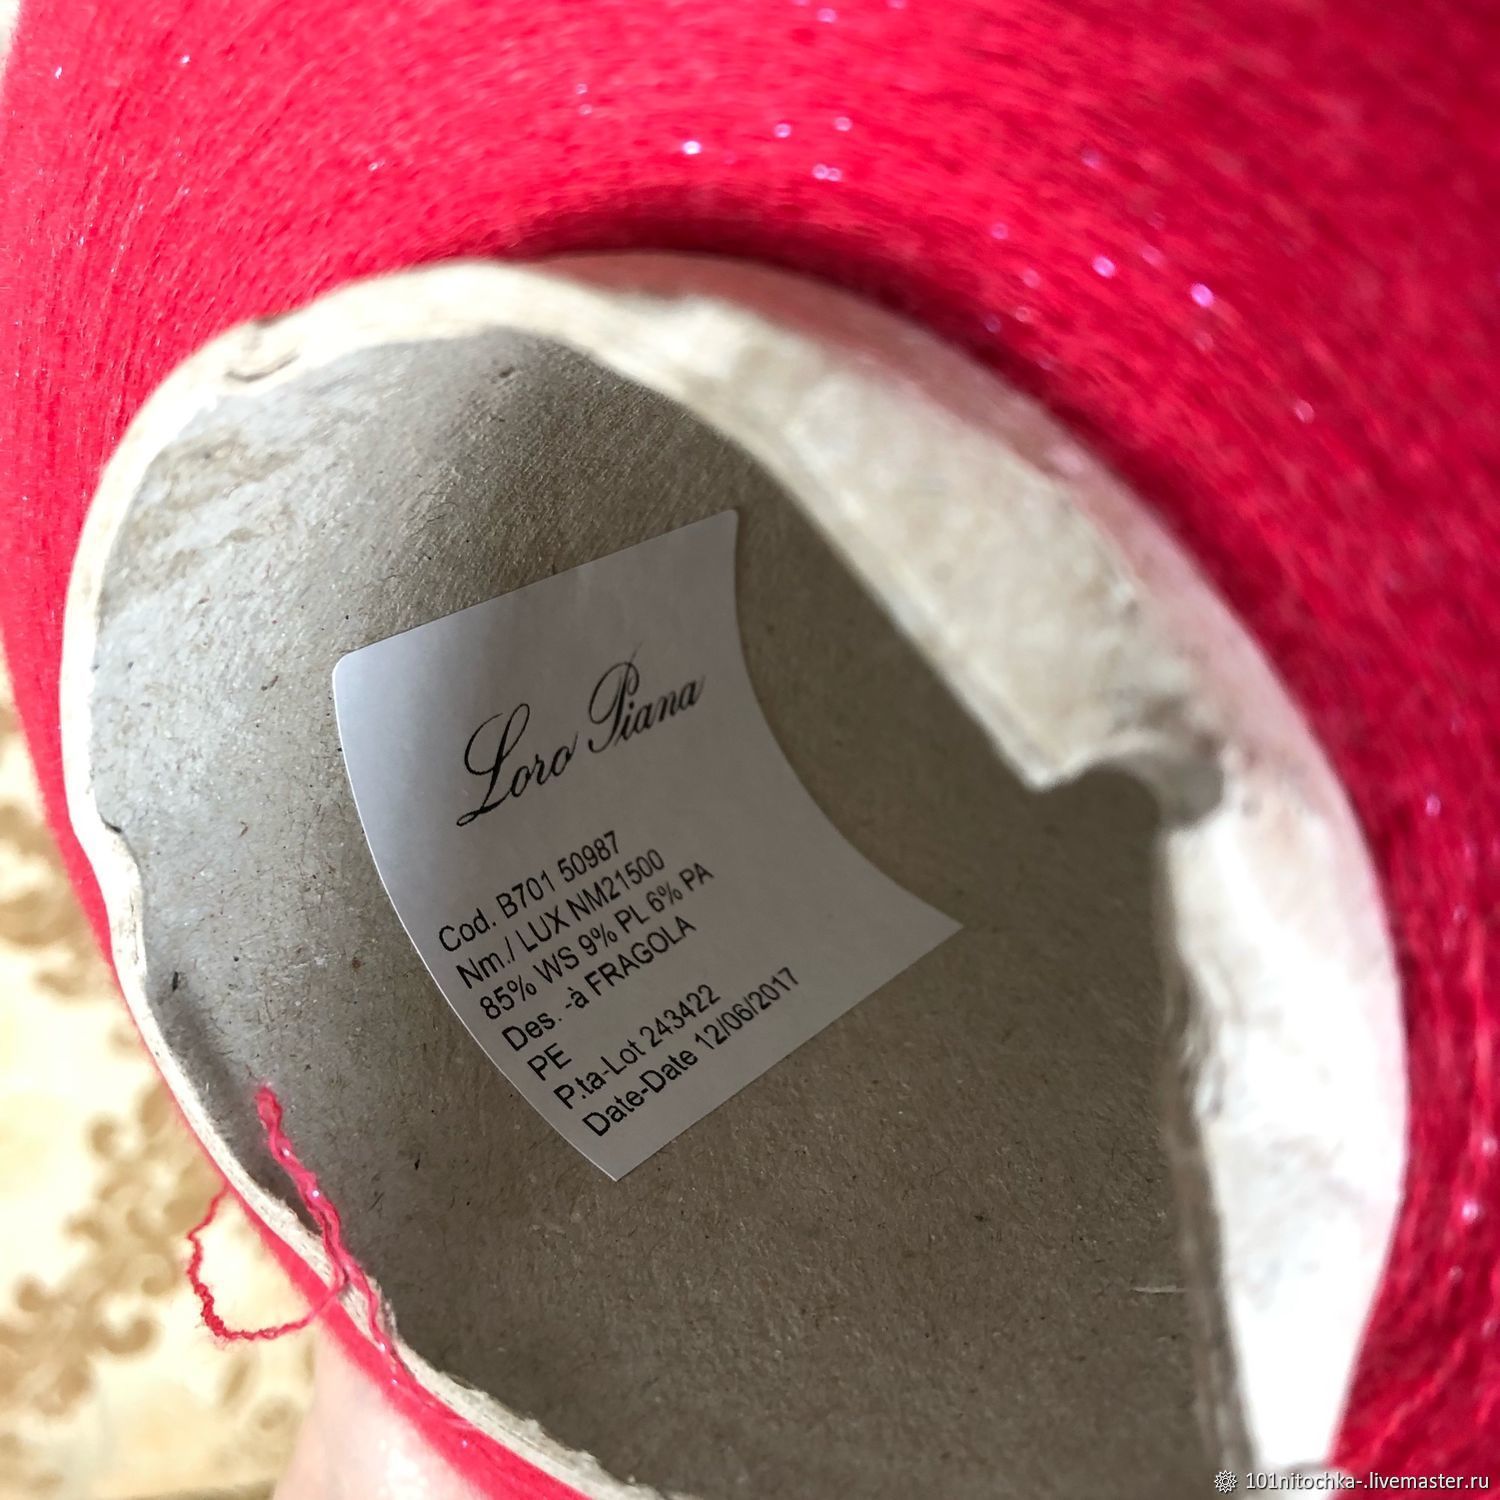 Loro Piana
Cod. B701 50987
Nm./ LUX NM21500
85% WS 9% PL 6% PA
Des. -à FRAGOLA
PE
P.ta-Lot 243422
Date-Date 12/06/2017
101nitochka-.livemaster.ru